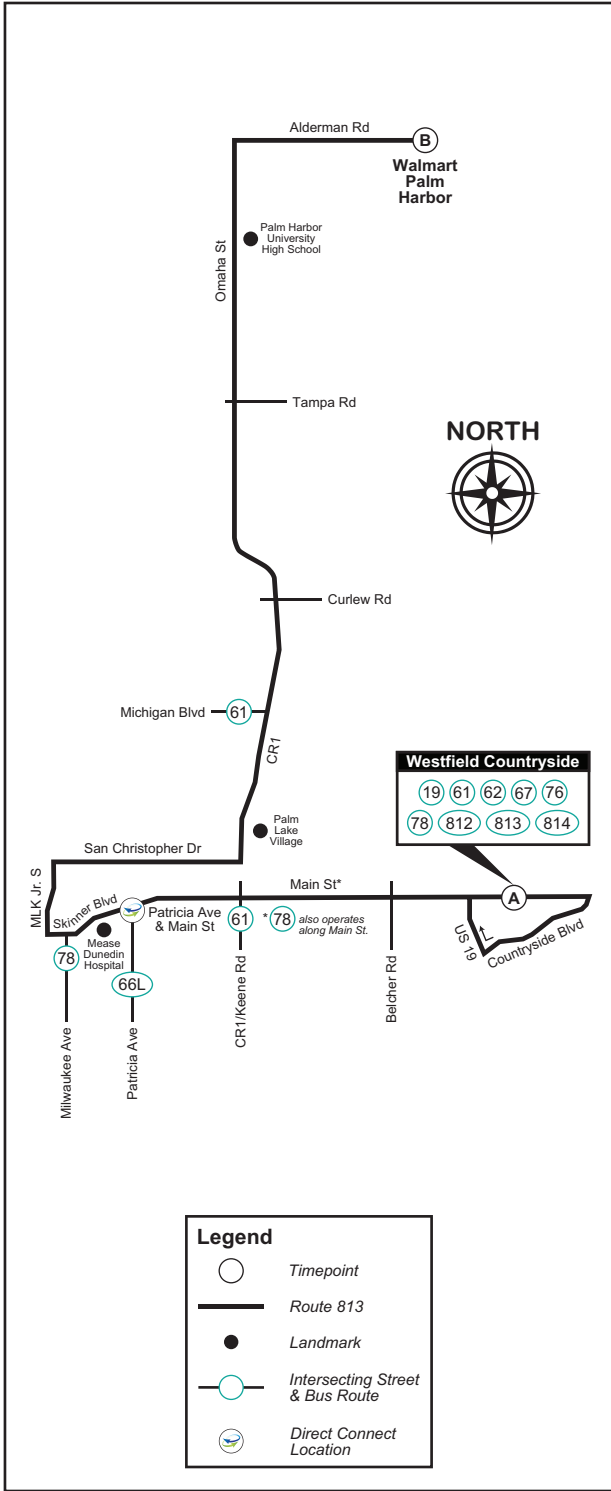 Alderman Rd
B
Walmart
Palm
Harbor
Palm Harbor
University
High School
Omaha St
Tampa Rd
NORTH
Curlew Rd
Michigan Blvd
61
CR1
Westfield Countryside
19 61 62 67 76
78 812 813 814
Palm
Lake
Village
San Christopher Dr
MLK Jr. S
Skinner Blvd
Main St*
A
Patricia Ave
& Main St
61
* 78 also operates
along Main St.
US 19
L
Countryside Blvd
78
Mease
Dunedin
Hospital
66L
Milwaukee Ave
Patricia Ave
CR1/Keene Rd
Belcher Rd
Legend
Timepoint
Route 813
Landmark
Intersecting Street
& Bus Route
Direct Connect
Location